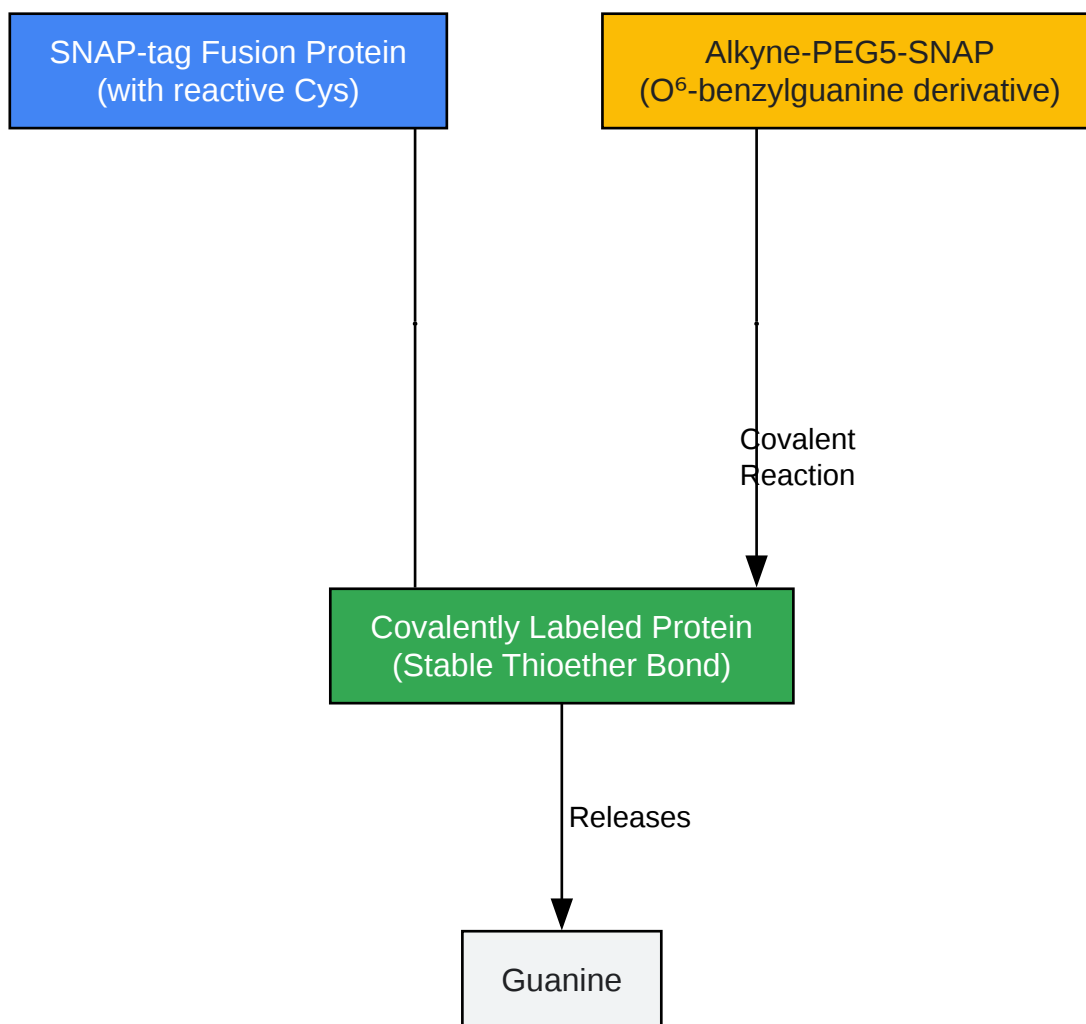 SNAP-tag Fusion Protein
(with reactive Cys)
Alkyne-PEG5-SNAP
(O⁶-benzylguanine derivative)
Covalent
Reaction
Covalently Labeled Protein
(Stable Thioether Bond)
Releases
Guanine